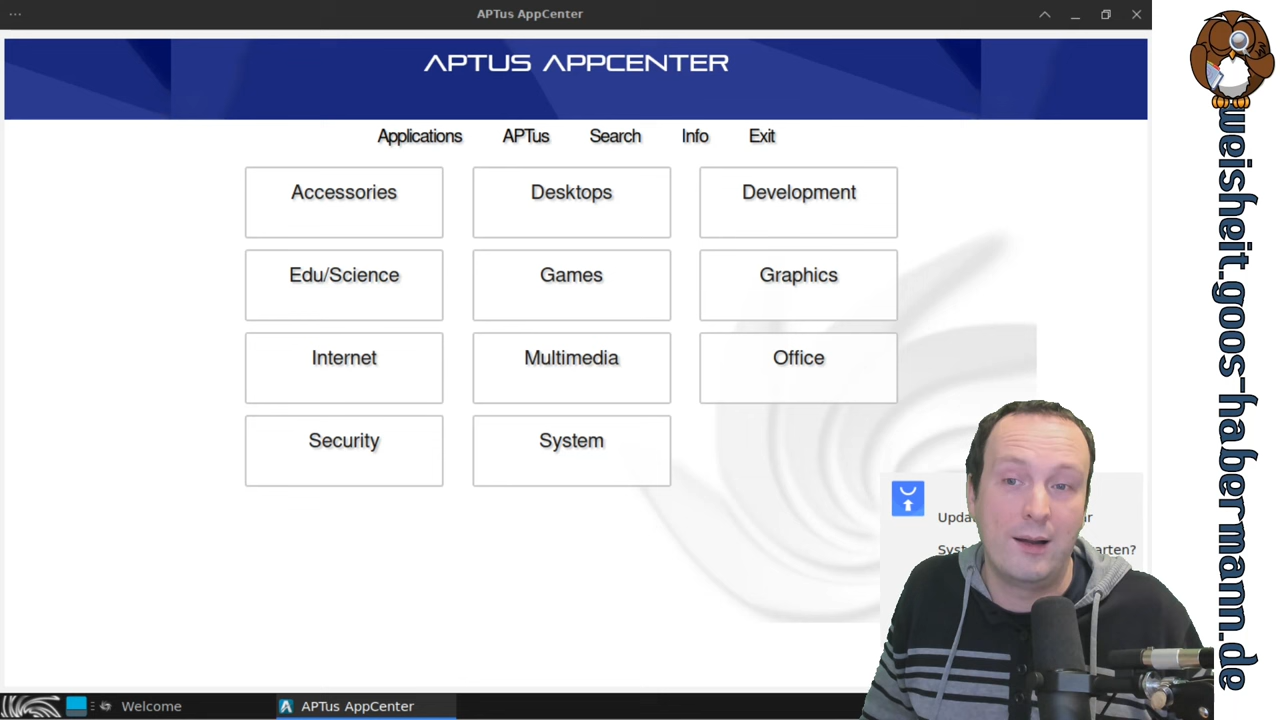 APTus AppCenter
APTUS APPCENTER
Applications APTus Search Info Exit
Accessories Desktops Development
Edu/Science Games Graphics
Internet Multimedia Office
Security System
Welcome APTus AppCenter
weisheit.goos-habermann.de